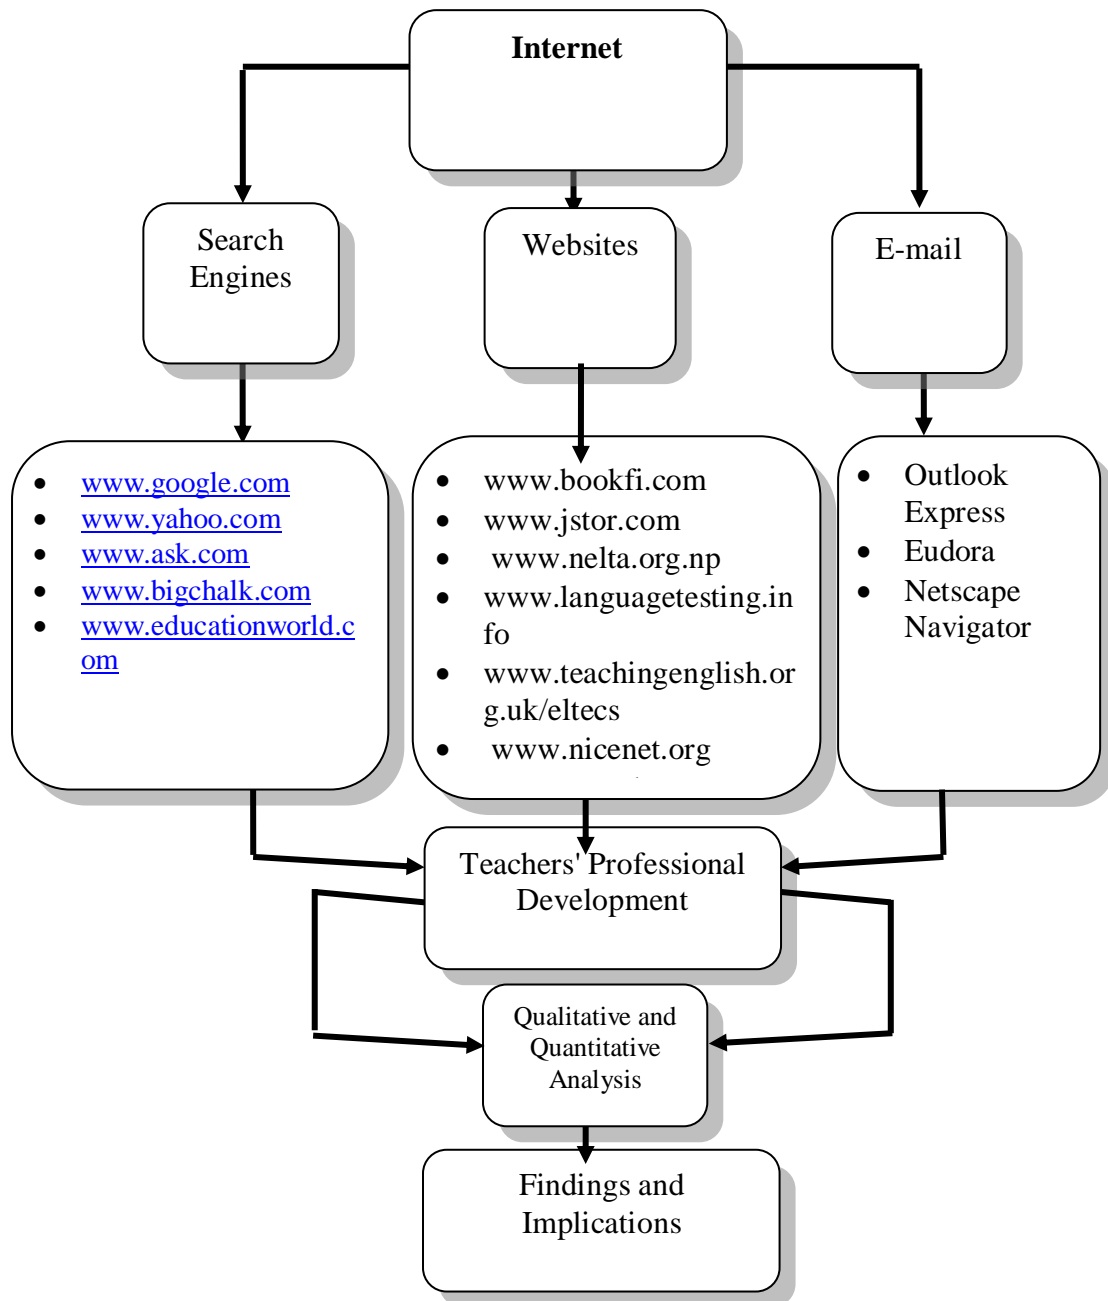 Internet
Search
Engines
Websites
E-mail
• www.google.com
• www.yahoo.com
• www.ask.com
• www.bigchalk.com
• www.educationworld.c
om
• www.bookfi.com
• www.jstor.com
• www.nelta.org.np
• www.languagetesting.in
fo
• www.teachingenglish.or
g.uk/eltecs
• www.nicenet.org
• Outlook
Express
• Eudora
• Netscape
Navigator
Teachers' Professional
Development
Qualitative and
Quantitative
Analysis
Findings and
Implications